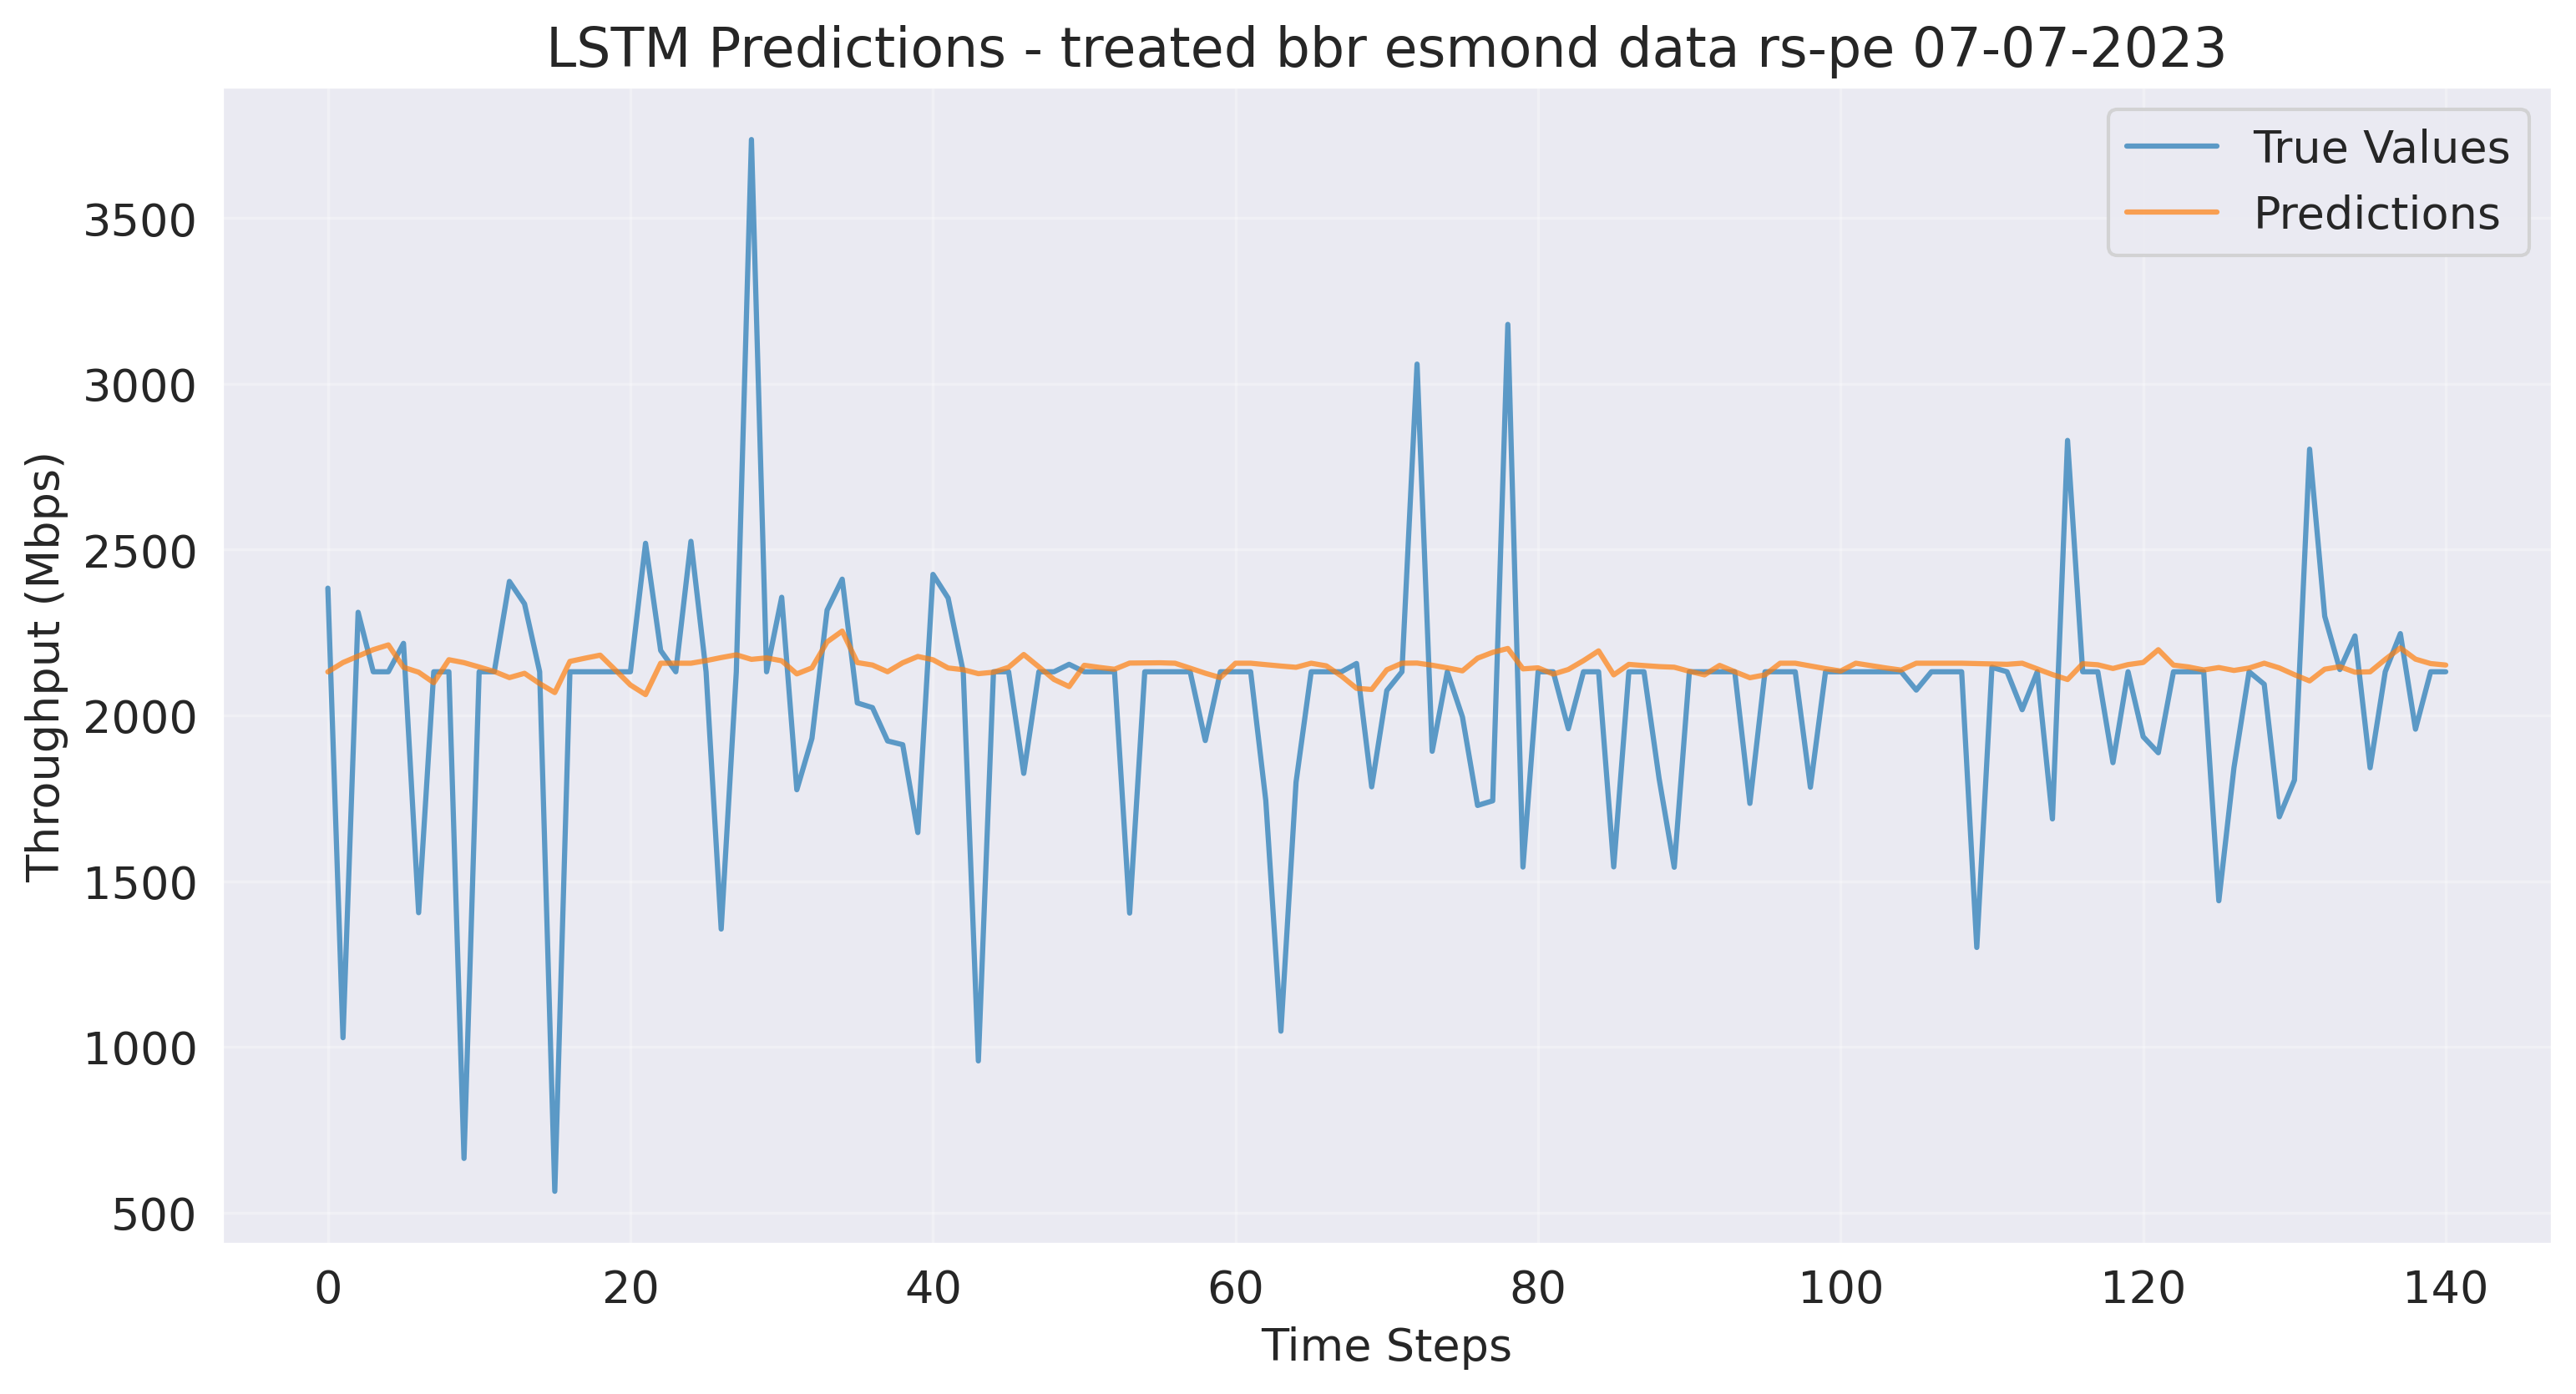 LSTM Predictions - treated bbr esmond data rs-pe 07-07-2023
True Values
Predictions
Throughput (Mbps)
3500
3000
2500
2000
1500
1000
500
0 20 40 60 80 100 120 140
Time Steps